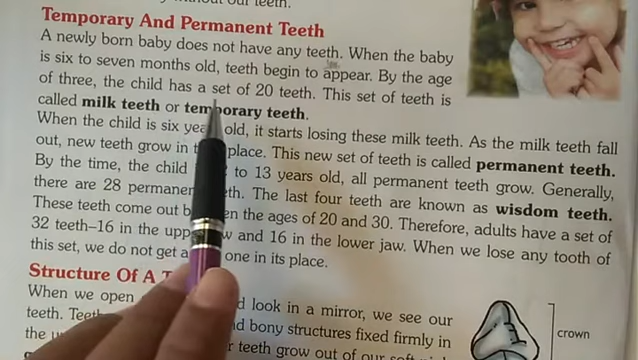 our teeth.
Temporary And Permanent Teeth
A newly born baby does not have any teeth. When the baby
is six to seven months old, teeth begin to appear. By the age
of three, the child has a set of 20 teeth. This set of teeth is
called milk teeth or temporary teeth.
When the child is six old, it starts losing these milk teeth. As the milk teeth fall
out, new teeth grow in place. This new set of teeth is called permanent teeth.
By the time, the child to 13 years old, all permanent teeth grow. Generally,
there are 28 The last four teeth are known as wisdom teeth.
These teeth come out the ages of 20 and 30. Therefore, adults have a set of
32 teeth–16 in the and 16 in the lower jaw. When we lose any tooth of
this set, we do not get one in its place.
Structure Of A
When we open look in a mirror, we see our
teeth. bony structures fixed firmly in
the teeth grow out of our
crown